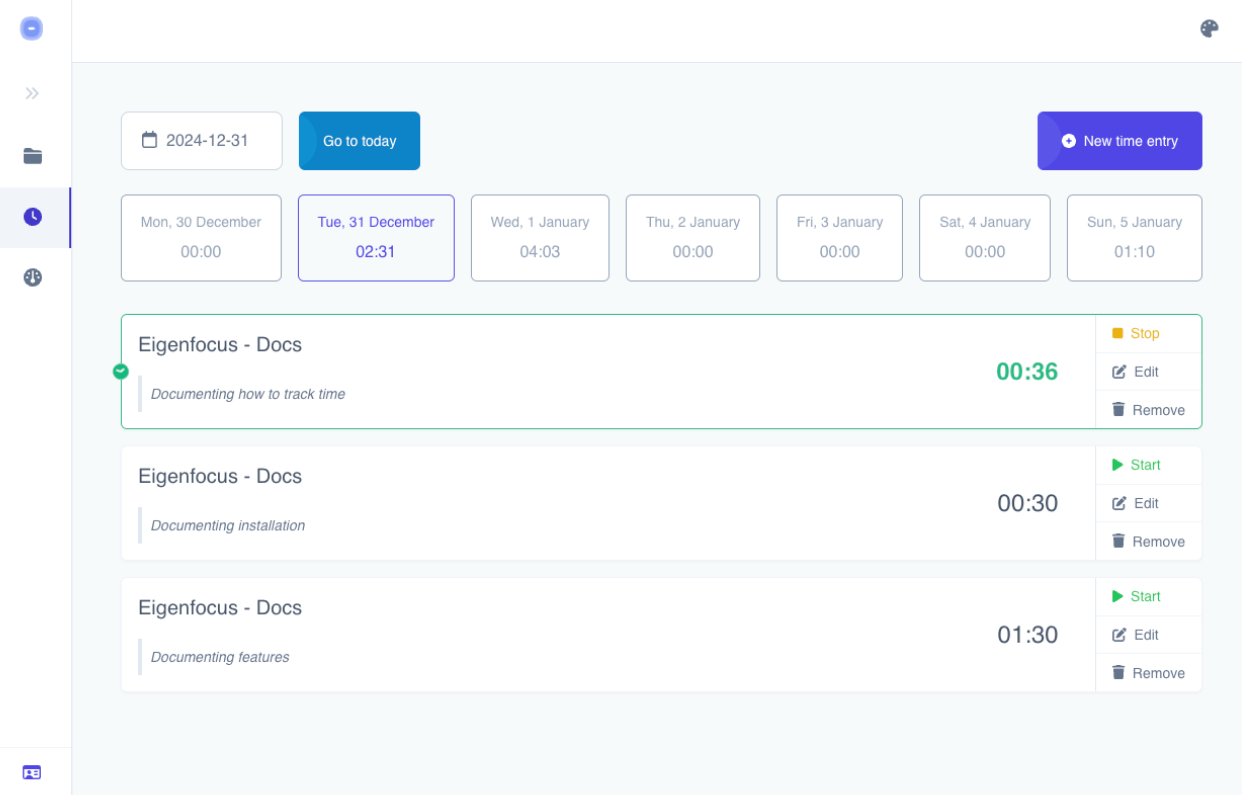 2024-12-31
Go to today
New time entry
Mon, 30 December
00:00
Tue, 31 December
02:31
Wed, 1 January
04:03
Thu, 2 January
00:00
Fri, 3 January
00:00
Sat, 4 January
00:00
Sun, 5 January
01:10
Eigenfocus - Docs
Documenting how to track time
00:36
Stop
Edit
Remove
Eigenfocus - Docs
Documenting installation
00:30
Start
Edit
Remove
Eigenfocus - Docs
Documenting features
01:30
Start
Edit
Remove